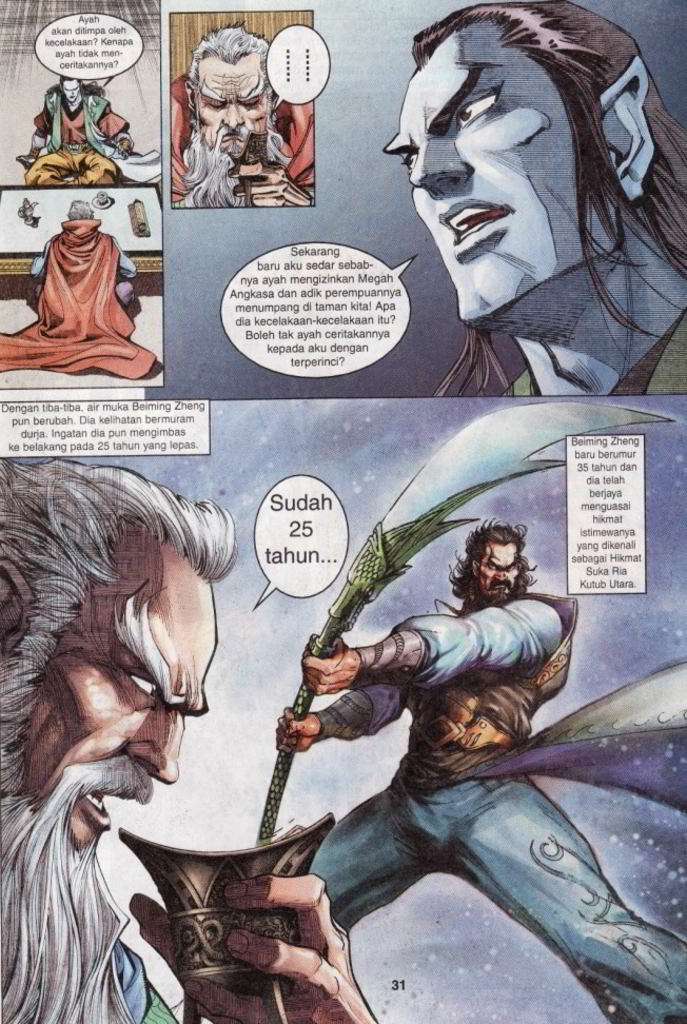 Ayah
akan ditimpa oleh
kecelakaan? Kenapa
ayah tidak men-
ceritakannya?
!!!
Sekarang
baru aku sedar sebab-
nya ayah mengizinkan Megah
Angkasa dan adik perempuannya
menumpang di taman kita! Apa
dia kecelakaan-kecelakaan itu?
Boleh tak ayah ceritakannya
kepada aku dengan
terperinci?
Dengan tiba-tiba, air muka Beiming Zheng
pun berubah. Dia kelihatan bermuram
durja. Ingatan dia pun mengimbas
ke belakang pada 25 tahun yang lepas.
Sudah
25
tahun...
Beiming Zheng
baru berumur
35 tahun dan
dia telah
berjaya
menguasai
hikmat
istimewanya
yang dikenali
sebagai Hikmat
Suka Ria
Kutub Utara.
31